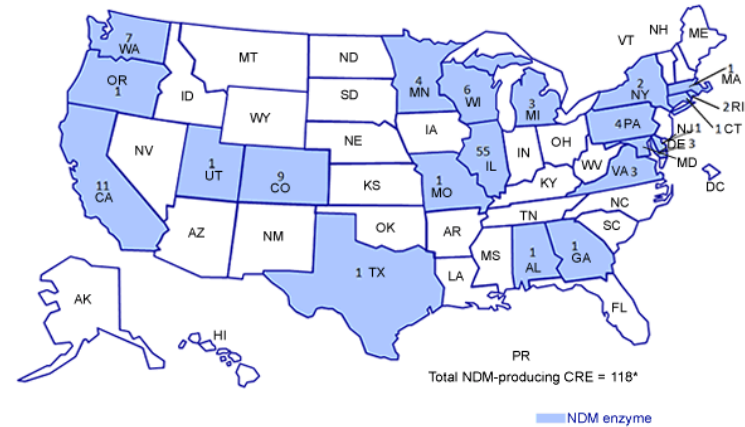 NH
ME
VT
7
WA
MT
ND
4
MN
OR
1
ID
SD
6
WI
3
MI
2
NY
1
MA
2 RI
1 CT
WY
IA
4 PA
NJ 1
DE 3
MD
NE
NV
1
UT
9
CO
55
IL
IN
OH
WV
VA 3
DC
11
CA
KS
1
MO
KY
NC
TN
SC
AZ
NM
OK
AR
MS
1
AL
1
GA
1 TX
LA
FL
AK
HI
PR
Total NDM-producing CRE = 118*
NDM enzyme